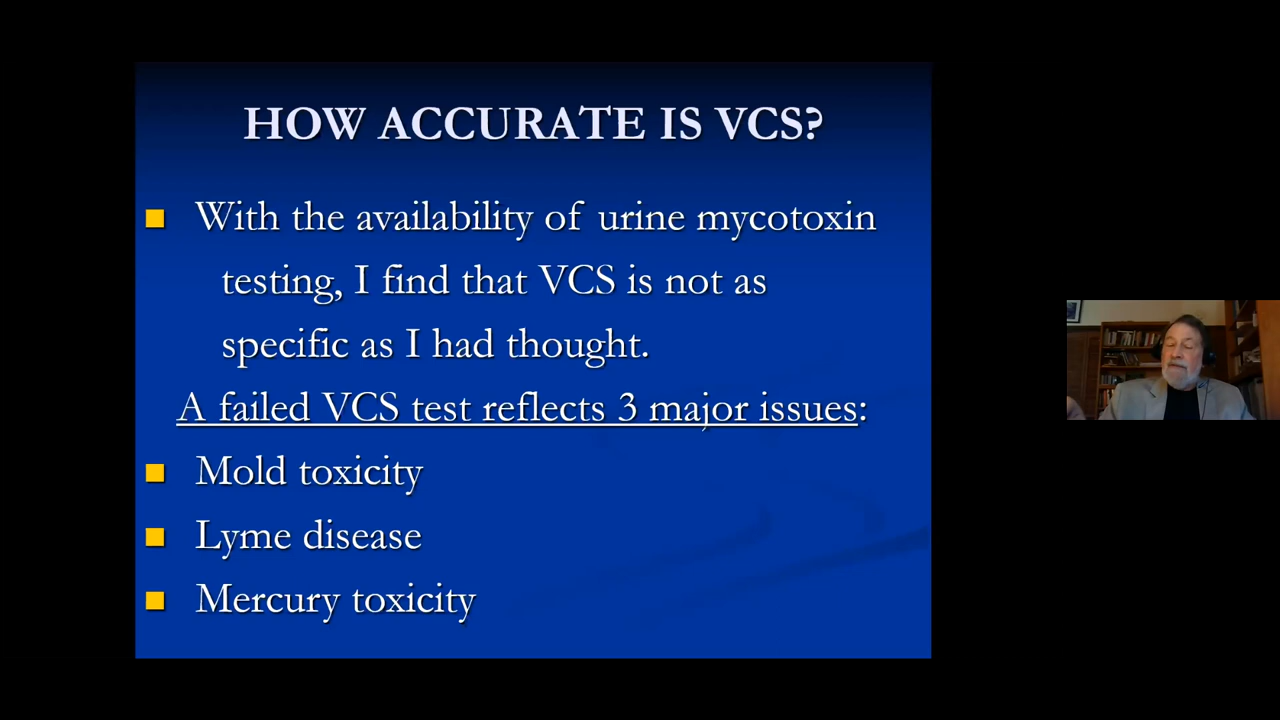 HOW ACCURATE IS VCS?
With the availability of urine mycotoxin
testing, I find that VCS is not as
specific as I had thought.
A failed VCS test reflects 3 major issues:
Mold toxicity
Lyme disease
Mercury toxicity